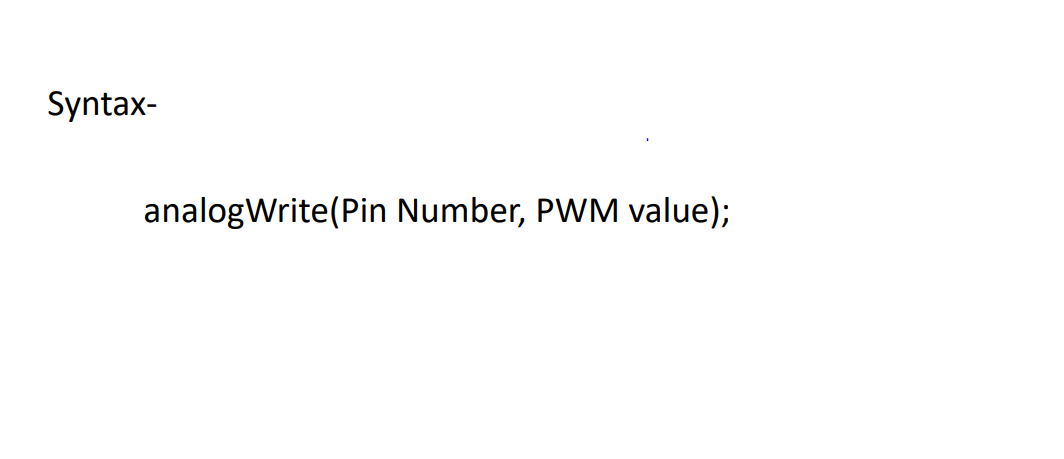 Syntax-
analogWrite(Pin Number, PWM value);